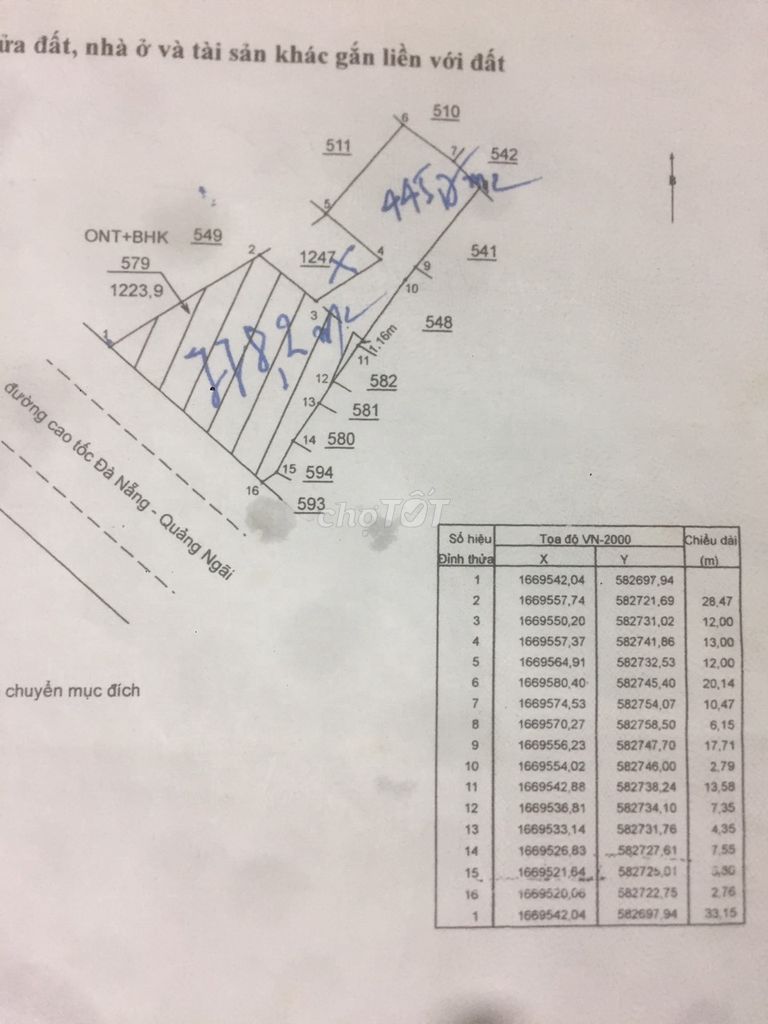 ửa đất, nhà ở và tài sản khác gắn liền với đất
6
510
511
7
542
8
445,7 m2
5
B
ONT+BHK
549
2
1247
X
4
541
579
1223,9
9
10
3
778,2 m2
1
548
1.16m
11
12
582
13
581
14
580
đường cao tốc Đà Nẵng - Quảng Ngãi
15
594
16
593
chợTỐT
Số hiệu Đỉnh thửa Tọa độ VN-2000 Chiều dài (m)
X Y
1 1669542,04 582697,94
2 1669557,74 582721,69 28,47
3 1669550,20 582731,02 12,00
4 1669557,37 582741,86 13,00
5 1669564,91 582732,53 12,00
6 1669580,40 582745,40 20,14
7 1669574,53 582754,07 10,47
8 1669570,27 582758,50 6,15
9 1669556,23 582747,70 17,71
10 1669554,02 582746,00 2,79
11 1669542,88 582738,24 13,58
12 1669536,81 582734,10 7,35
13 1669533,14 582731,76 4,35
14 1669526,83 582727,61 7,55
15 1669521,64 582725,01
16 1669520,06 582722,75 2,76
1 1669542,04 582697,94 33,15
chuyển mục đích